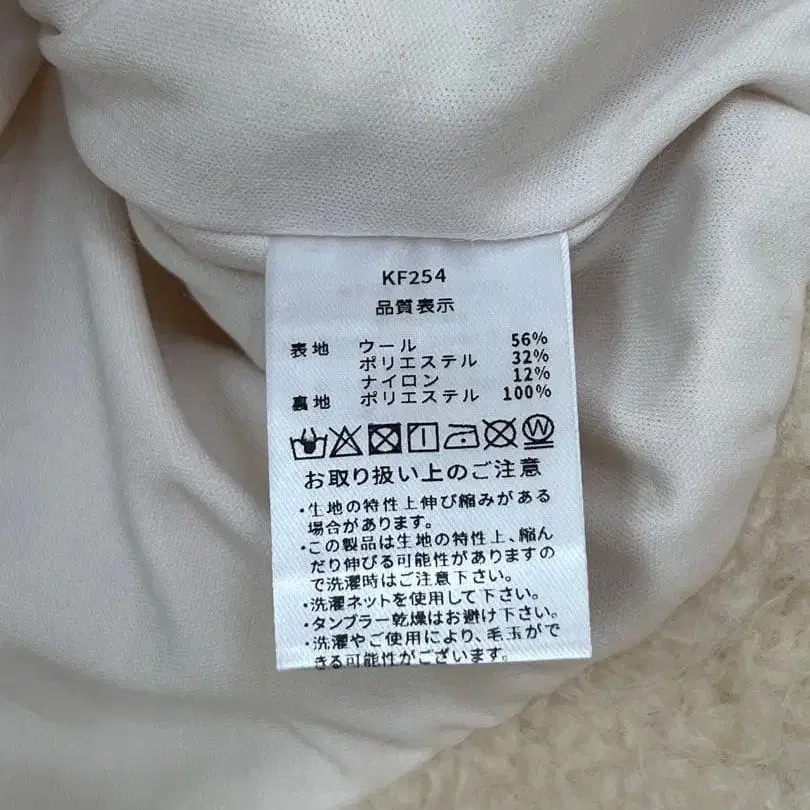 KF254
品質表示
表地 ウール 56%
ポリエステル 32%
ナイロン 12%
裏地 ポリエステル 100%
W
お取り扱い上のご注意
・生地の特性上伸び縮みがある
場合があります。
・この製品は生地の特性上、縮ん
だり伸びる可能性がありますの
で洗濯時はご注意下さい。
・洗濯ネットを使用して下さい。
・タンブラー乾燥はお避け下さい。
・洗濯やご使用により、毛玉がで
きる可能性がございます。